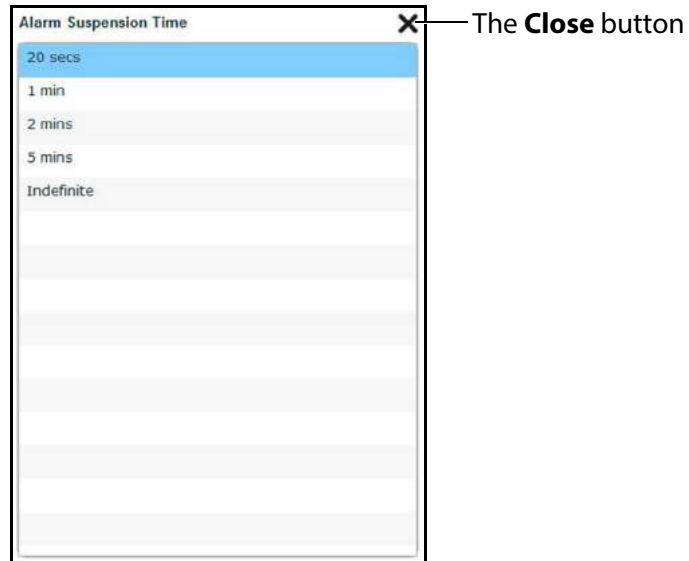 Alarm Suspension Time
The Close button
20 secs
1 min
2 mins
5 mins
Indefinite